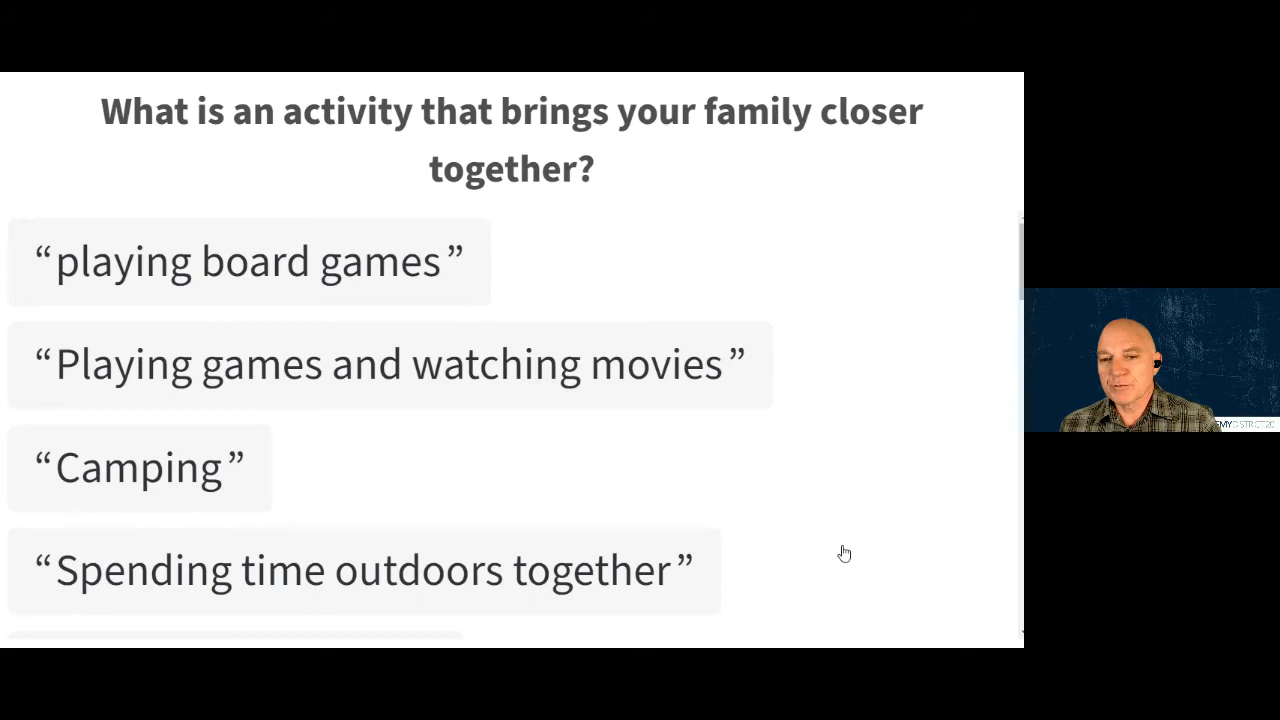 What is an activity that brings your family closer
together?
“playing board games”
“Playing games and watching movies”
“Camping”
“Spending time outdoors together”
EMYDISTRICT20